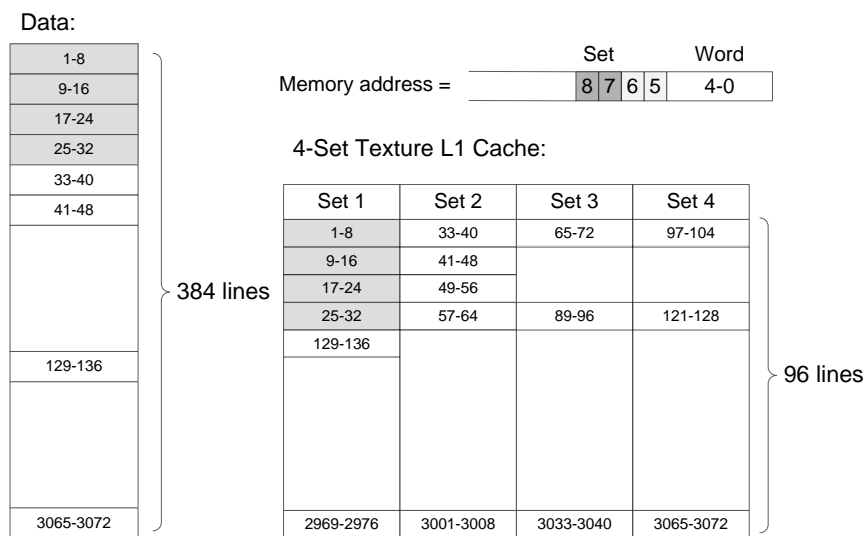 Data:
1-8
9-16
17-24
25-32
33-40
41-48
129-136
3065-3072
384 lines
Set Word
Memory address = 8 7 6 5 4-0
4-Set Texture L1 Cache:
Set 1 Set 2 Set 3 Set 4
1-8 33-40 65-72 97-104
9-16 41-48
17-24 49-56
25-32 57-64 89-96 121-128
129-136
2969-2976 3001-3008 3033-3040 3065-3072
96 lines